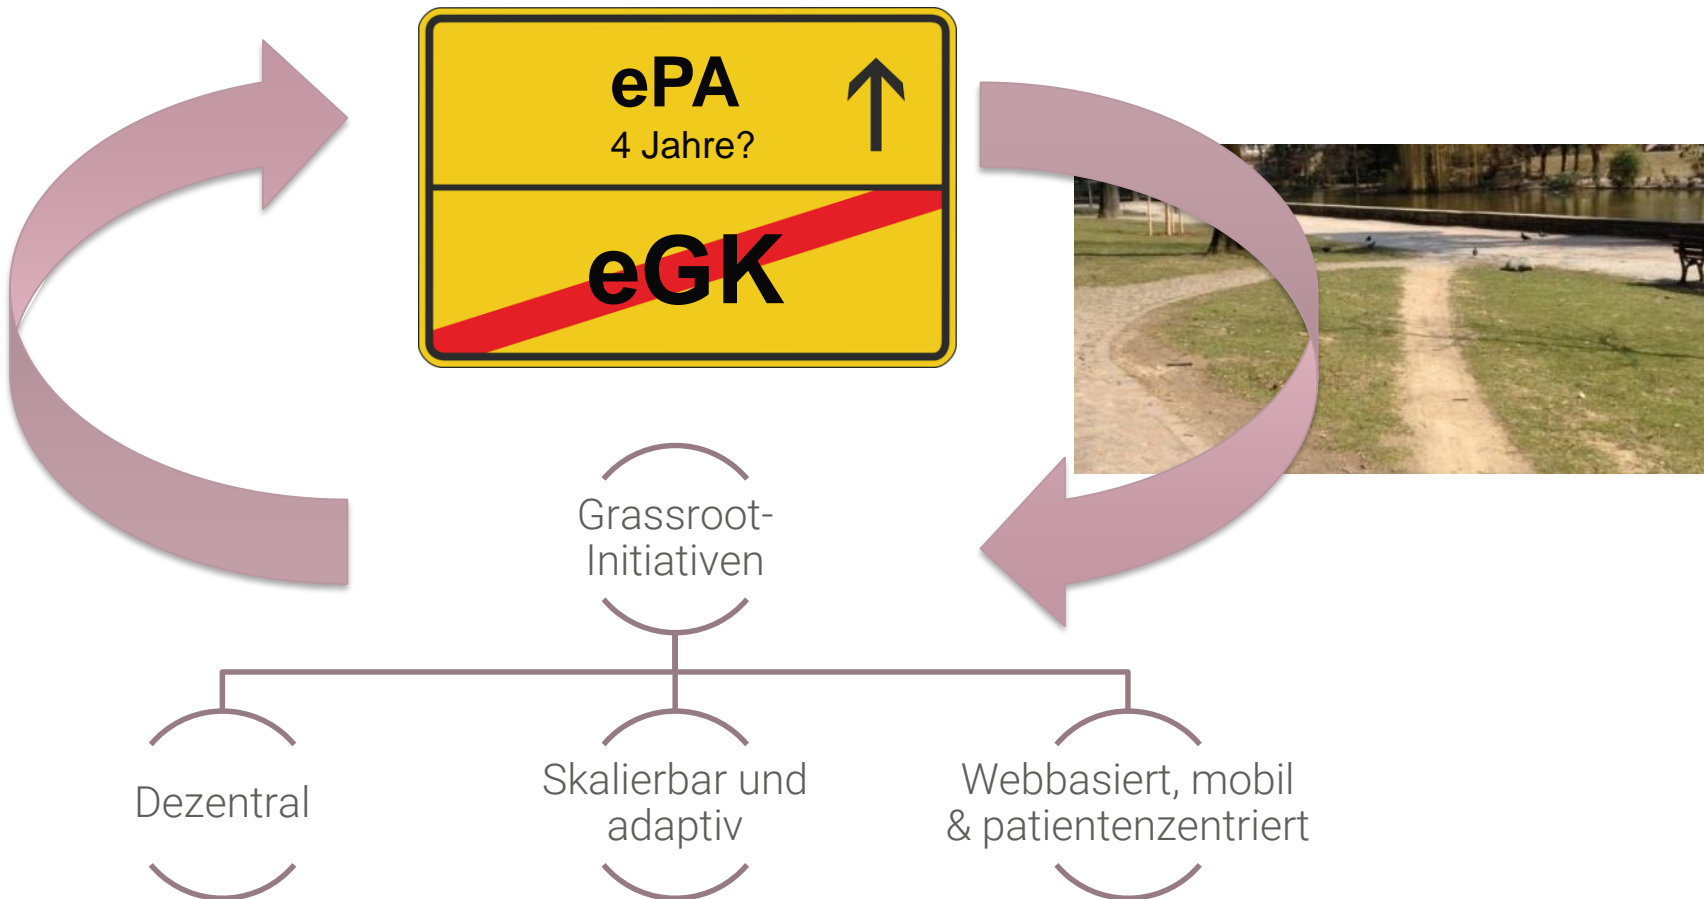 ePA
4 Jahre?
eGK
Grassroot-
Initiativen
Dezentral
Skalierbar und
adaptiv
Webbasiert, mobil
& patientenzentriert